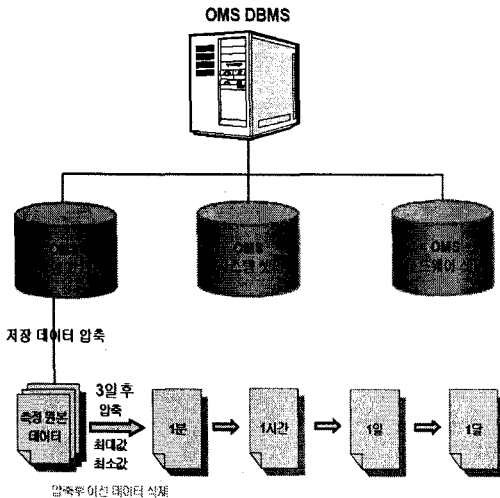 OMS DBMS
OMS
OMS
저장 데이터 압축
측정 원본
데이터
3일 후
압축
최대값
최소값
1분
1시간
1일
1달
압축후 이전 데이터 삭제